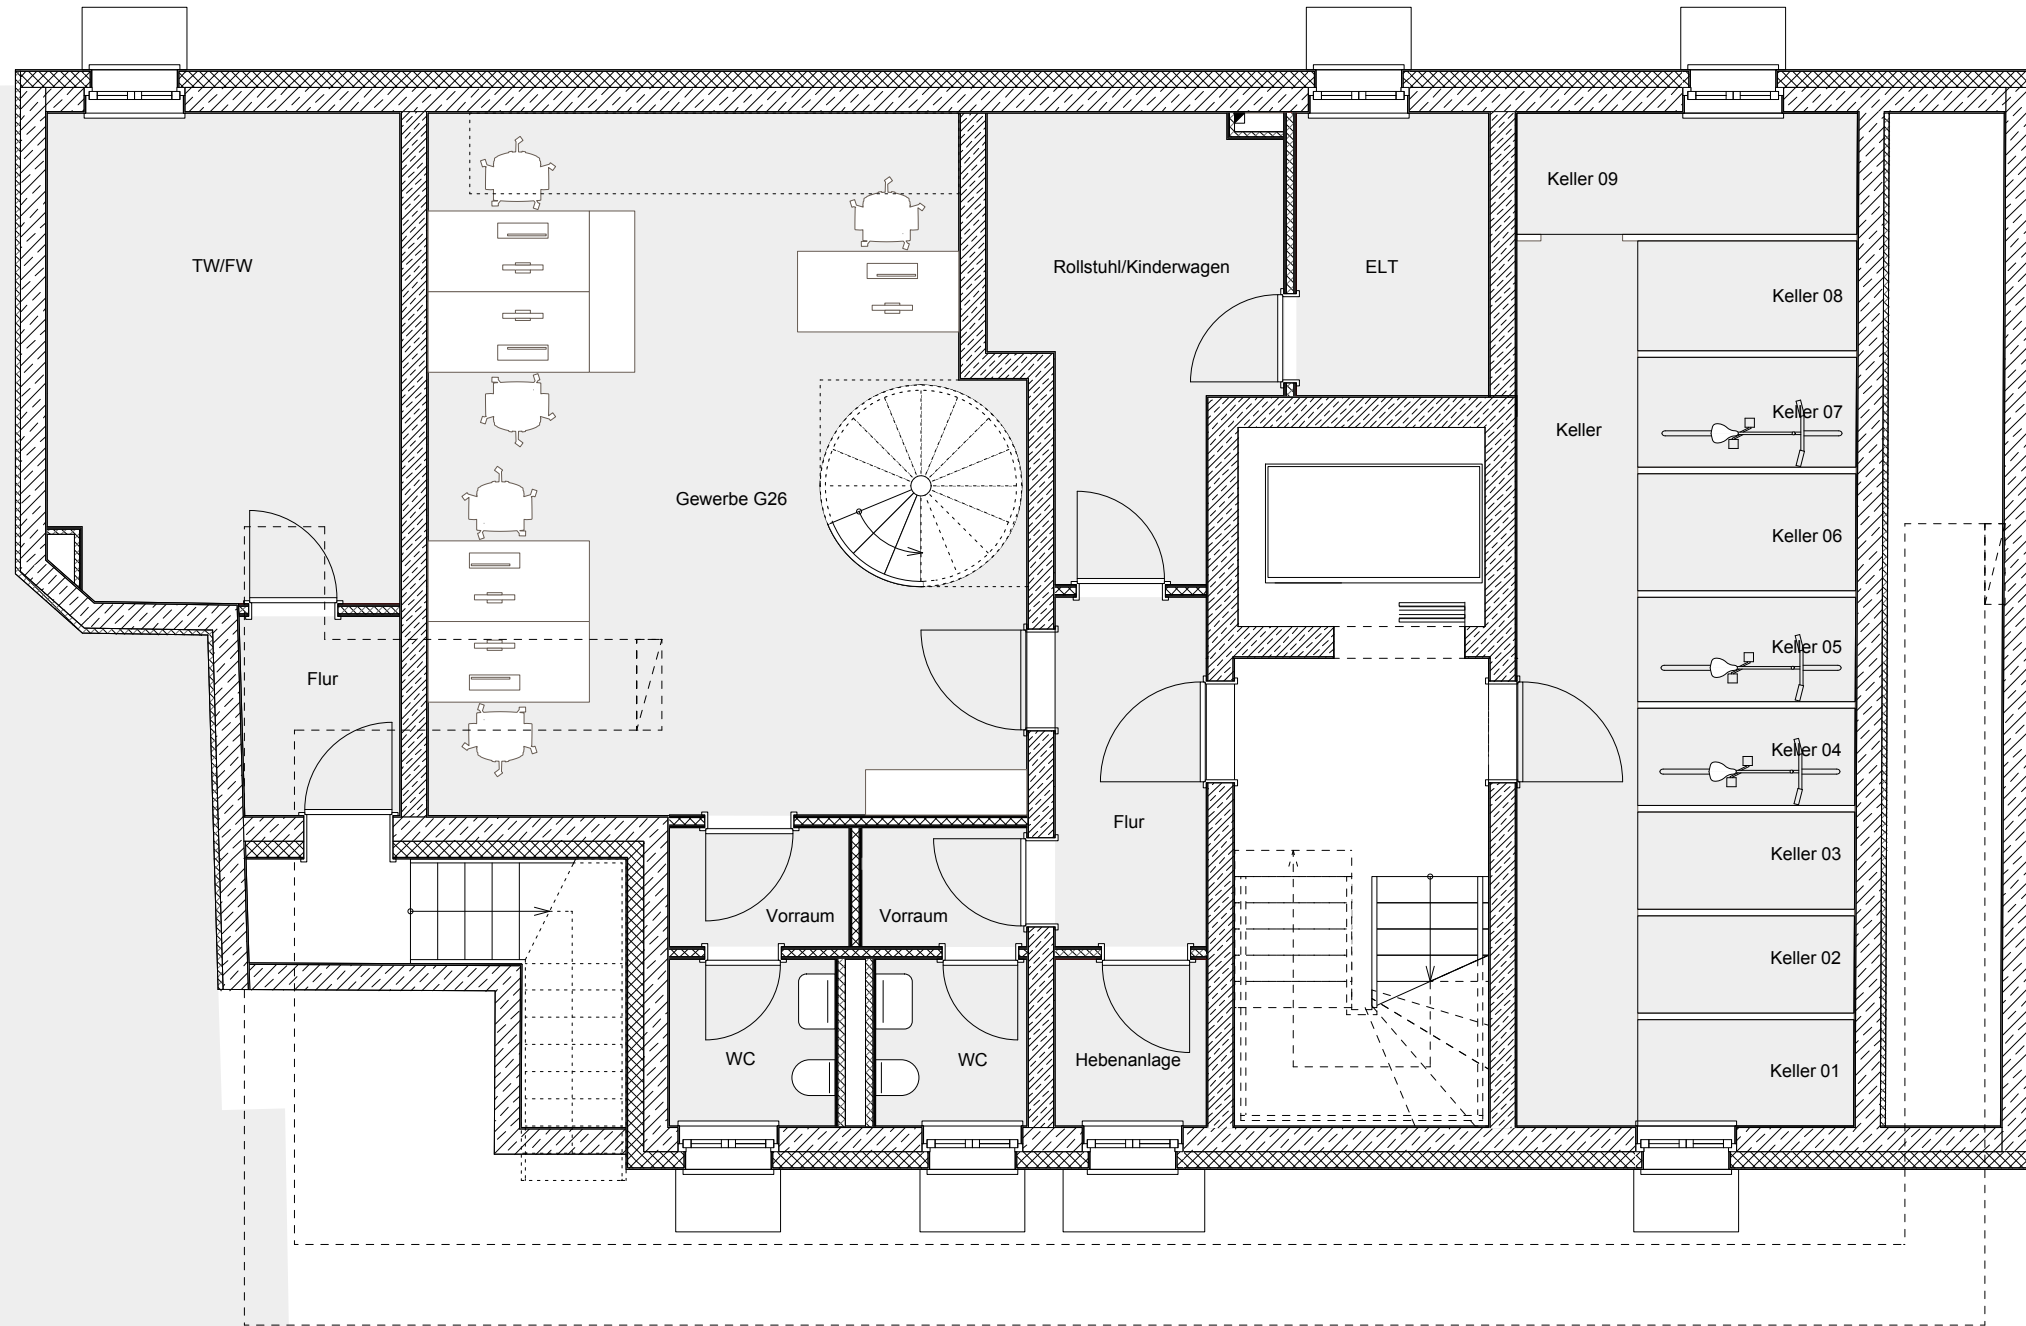 Keller 09
TW/FW
Rollstuhl/Kinderwagen
ELT
Keller 08
Keller 07
Keller
Gewerbe G26
Keller 06
Keller 05
Flur
Keller 04
Flur
Keller 03
Vorraum
Vorraum
Keller 02
WC
WC
Hebenanlage
Keller 01